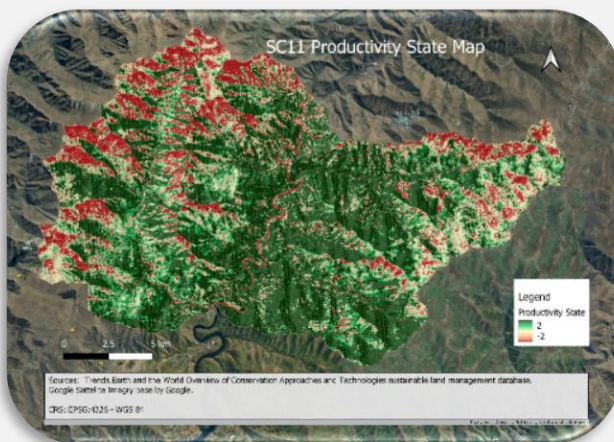 SC11 Productivity State Map
Legend
Productivity State
2
-2
0 2.5 5 km
Sources: Trends.Earth and the World Overview of Conservation Approaches and Technologies sustainable land management database.
Google Sattelite Imagry base by Google.
CRS: EPSG:4326 - WGS 84